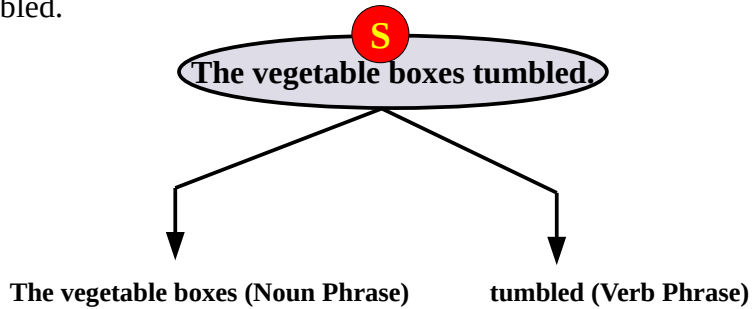 bled.
S
The vegetable boxes tumbled.
The vegetable boxes (Noun Phrase) tumbled (Verb Phrase)